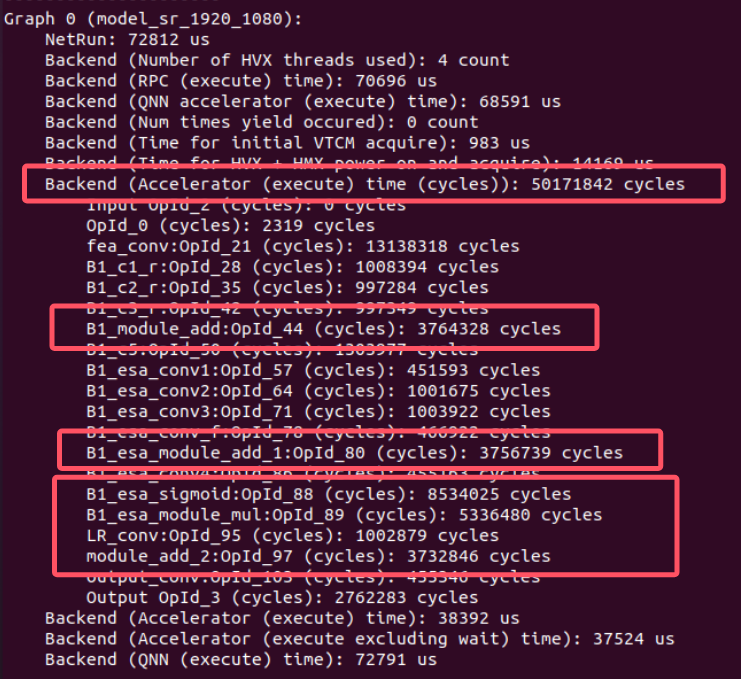 Graph 0 (model_sr_1920_1080):
NetRun: 72812 us
Backend (Number of HVX threads used): 4 count
Backend (RPC (execute) time): 70696 us
Backend (QNN accelerator (execute) time): 68591 us
Backend (Num times yield occured): 0 count
Backend (Time for initial VTCM acquire): 983 us
Backend (Time for HVX + HMX power on and acquire): 14169 us
Backend (Accelerator (execute) time (cycles)): 50171842 cycles
Input OpId_2 (cycles): 0 cycles
OpId_0 (cycles): 2319 cycles
fea_conv:OpId_21 (cycles): 13138318 cycles
B1_c1_r:OpId_28 (cycles): 1008394 cycles
B1_c2_r:OpId_35 (cycles): 997284 cycles
B1_c3_r:OpId_42 (cycles): 997349 cycles
B1_module_add:OpId_44 (cycles): 3764328 cycles
B1_c5:OpId_50 (cycles): 1303977 cycles
B1_esa_conv1:OpId_57 (cycles): 451593 cycles
B1_esa_conv2:OpId_64 (cycles): 1001675 cycles
B1_esa_conv3:OpId_71 (cycles): 1003922 cycles
B1_esa_conv_f:OpId_78 (cycles): 466922 cycles
B1_esa_module_add_1:OpId_80 (cycles): 3756739 cycles
B1_esa_conv4:OpId_86 (cycles): 455163 cycles
B1_esa_sigmoid:OpId_88 (cycles): 8534025 cycles
B1_esa_module_mul:OpId_89 (cycles): 5336480 cycles
LR_conv:OpId_95 (cycles): 1002879 cycles
module_add_2:OpId_97 (cycles): 3732846 cycles
output_conv:OpId_103 (cycles): 455346 cycles
Output OpId_3 (cycles): 2762283 cycles
Backend (Accelerator (execute) time): 38392 us
Backend (Accelerator (execute excluding wait) time): 37524 us
Backend (QNN (execute) time): 72791 us